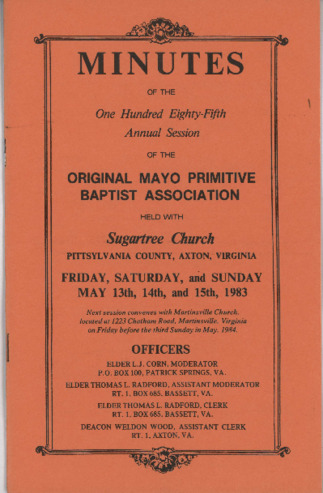 MINUTES
OF THE
One Hundred Eighty-Fifth
Annual Session
OF THE
ORIGINAL MAYO PRIMITIVE
BAPTIST ASSOCIATION
HELD WITH
Sugartree Church
PITTSYLVANIA COUNTY, AXTON, VIRGINIA
FRIDAY, SATURDAY, and SUNDAY
MAY 13th, 14th, and 15th, 1983
Next session convenes with Martinsville Church,
located at 1223 Chatham Road, Martinsville, Virginia
on Friday before the third Sunday in May, 1984.
OFFICERS
ELDER L.J. CORN, MODERATOR
P.O. BOX 100, PATRICK SPRINGS, VA.
ELDER THOMAS L. RADFORD, ASSISTANT MODERATOR
RT. 1, BOX 685, BASSETT, VA.
ELDER THOMAS L. RADFORD, CLERK
RT. 1, BOX 685, BASSETT, VA.
DEACON WELDON WOOD, ASSISTANT CLERK
RT. 1, AXTON, VA.